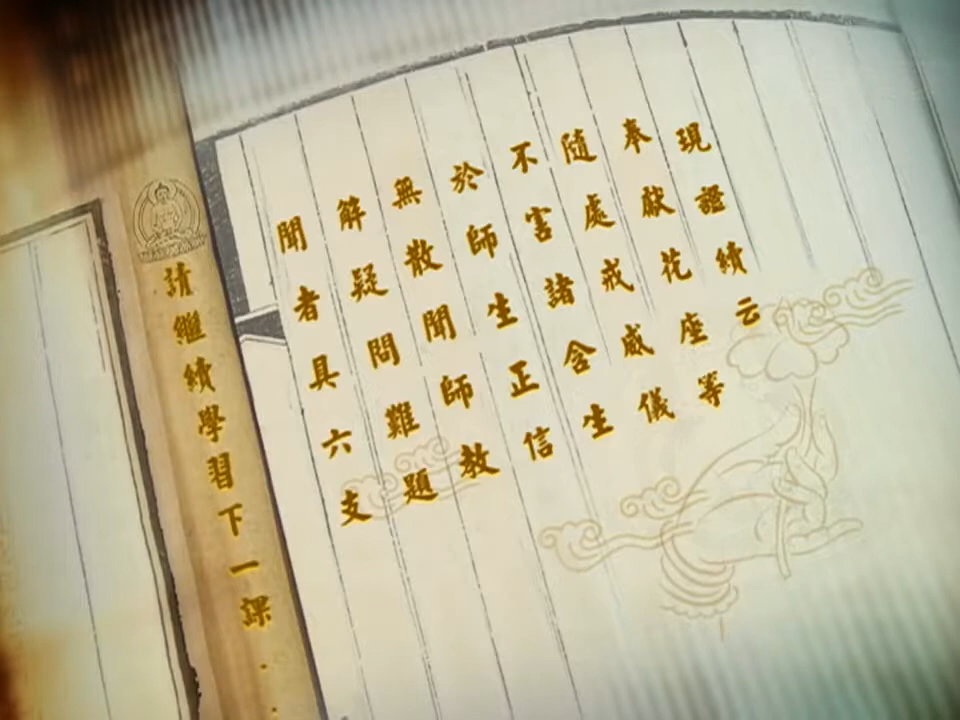 現證續云
奉獻花座等
隨處戒威儀
不害諸含生
於師生正信
無散聞師教
解疑問難題
聞者具六支
請繼續學習下一課..